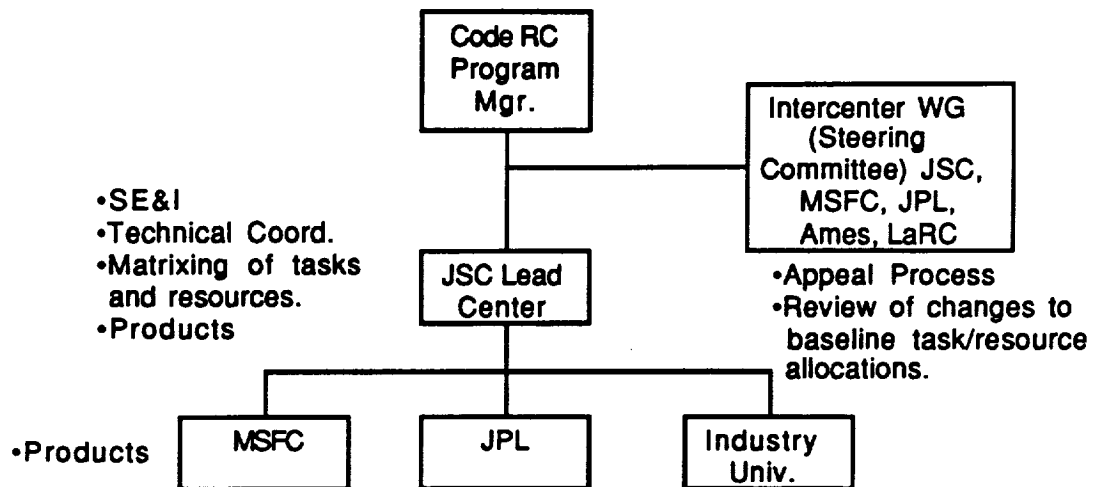 Code RC
Program
Mgr.
Intercenter WG
(Steering
Committee) JSC,
MSFC, JPL,
Ames, LaRC
•SE&I
•Technical Coord.
•Matrixing of tasks
and resources.
•Products
JSC Lead
Center
•Appeal Process
•Review of changes to
baseline task/resource
allocations.
•Products
MSFC
JPL
Industry
Univ.